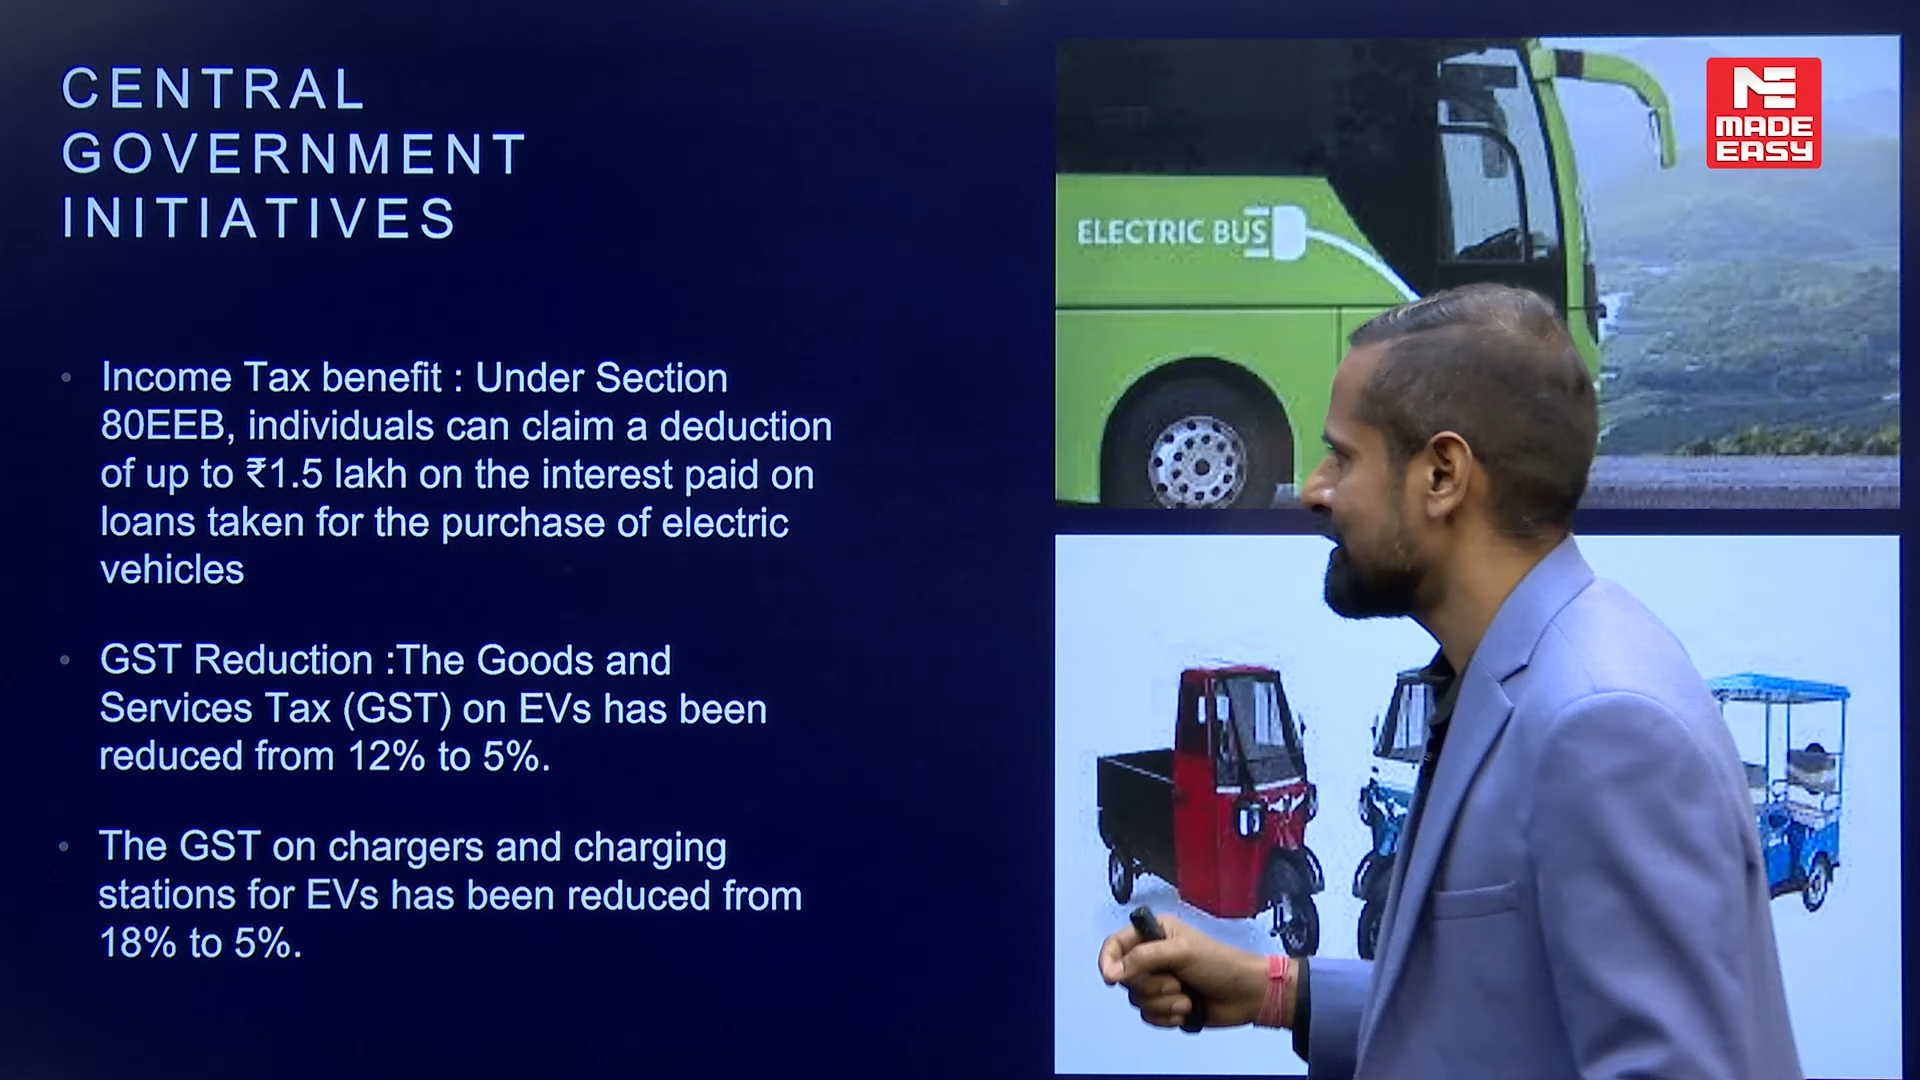 CENTRAL
GOVERNMENT
INITIATIVES
• Income Tax benefit : Under Section
80EEB, individuals can claim a deduction
of up to ₹1.5 lakh on the interest paid on
loans taken for the purchase of electric
vehicles
• GST Reduction :The Goods and
Services Tax (GST) on EVs has been
reduced from 12% to 5%.
• The GST on chargers and charging
stations for EVs has been reduced from
18% to 5%.
ELECTRIC BUS
ME
MADE
EASY